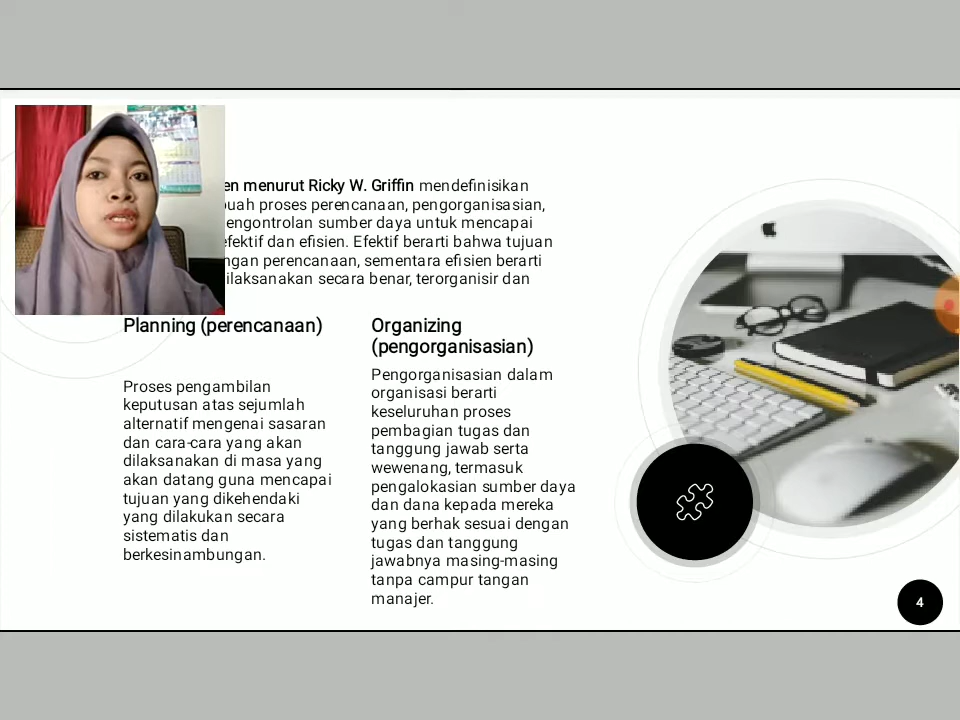 en menurut Ricky W. Griffin mendefinisikan
buah proses perencanaan, pengorganisasian,
pengontrolan sumber daya untuk mencapai
efektif dan efisien. Efektif berarti bahwa tujuan
ngan perencanaan, sementara efisien berarti
dilaksanakan secara benar, terorganisir dan
Planning (perencanaan)
Proses pengambilan
keputusan atas sejumlah
alternatif mengenai sasaran
dan cara-cara yang akan
dilaksanakan di masa yang
akan datang guna mencapai
tujuan yang dikehendaki
yang dilakukan secara
sistematis dan
berkesinambungan.
Organizing
(pengorganisasian)
Pengorganisasian dalam
organisasi berarti
keseluruhan proses
pembagian tugas dan
tanggung jawab serta
wewenang, termasuk
pengalokasian sumber daya
dan dana kepada mereka
yang berhak sesuai dengan
tugas dan tanggung
jawabnya masing-masing
tanpa campur tangan
manajer.
4